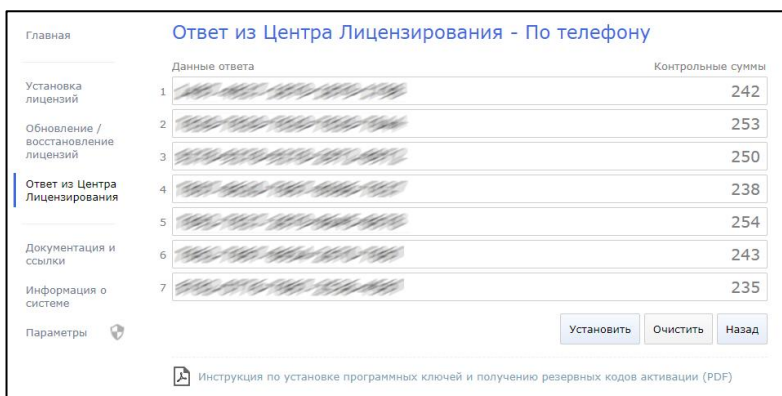 Главная
Ответ из Центра Лицензирования - По телефону
Данные ответа
Контрольные суммы
Установка
лицензий
Обновление /
восстановление
лицензий
Ответ из Центра
Лицензирования
Документация и
ссылки
Информация о
системе
Параметры
1 242
2 253
3 250
4 238
5 254
6 243
7 235
Установить
Очистить
Назад
Инструкция по установке программных ключей и получению резервных кодов активации (PDF)